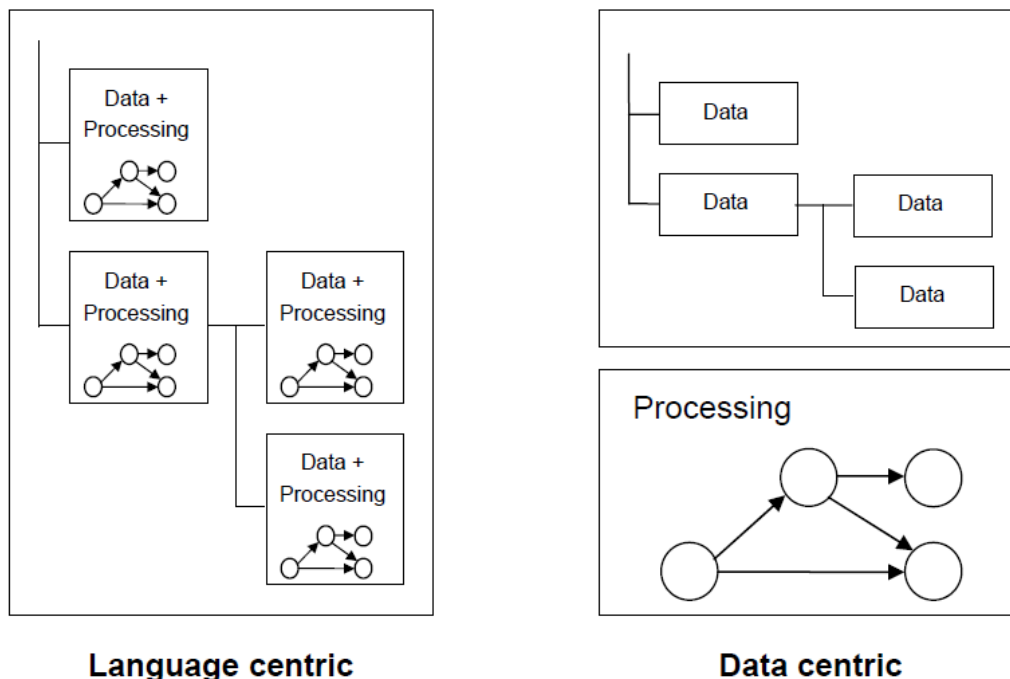 Data +
Processing
Data +
Processing
Data +
Processing
Data +
Processing
Language centric
Data
Data
Data
Data
Processing
Data centric